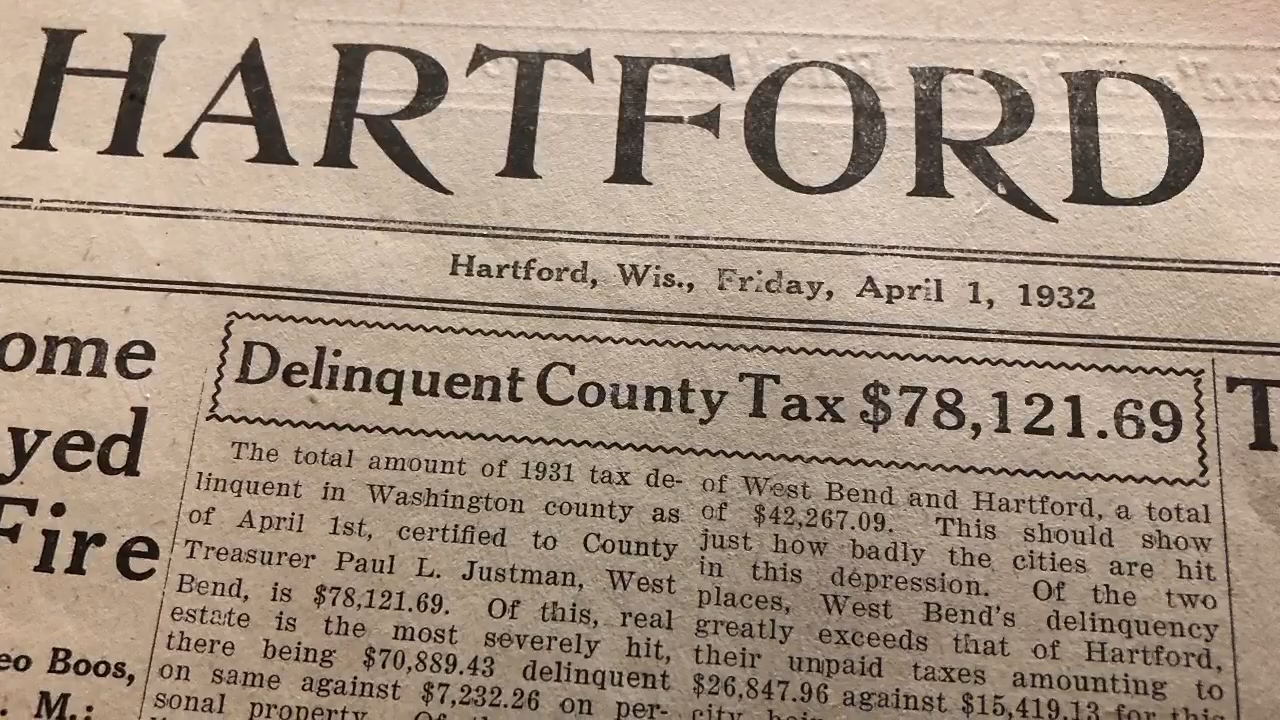 HARTFORD
Hartford, Wis., Friday, April 1, 1932
ome
yed
Fire
eo Boos,
. M.;
Delinquent County Tax $78,121.69
The total amount of 1931 tax de-
linquent in Washington county as
of April 1st, certified to County
Treasurer Paul L. Justman, West
Bend, is $78,121.69. Of this, real
estate is the most severely hit,
there being $70,889.43 delinquent
on same against $7,232.26 on per-
sonal property. Of
of West Bend and Hartford, a total
of $42,267.09. This should show
just how badly the cities are hit
in this depression. Of the two
places, West Bend's delinquency
greatly exceeds that of Hartford,
their unpaid taxes amounting to
$26,847.96 against $15,419.13 for this
city
T